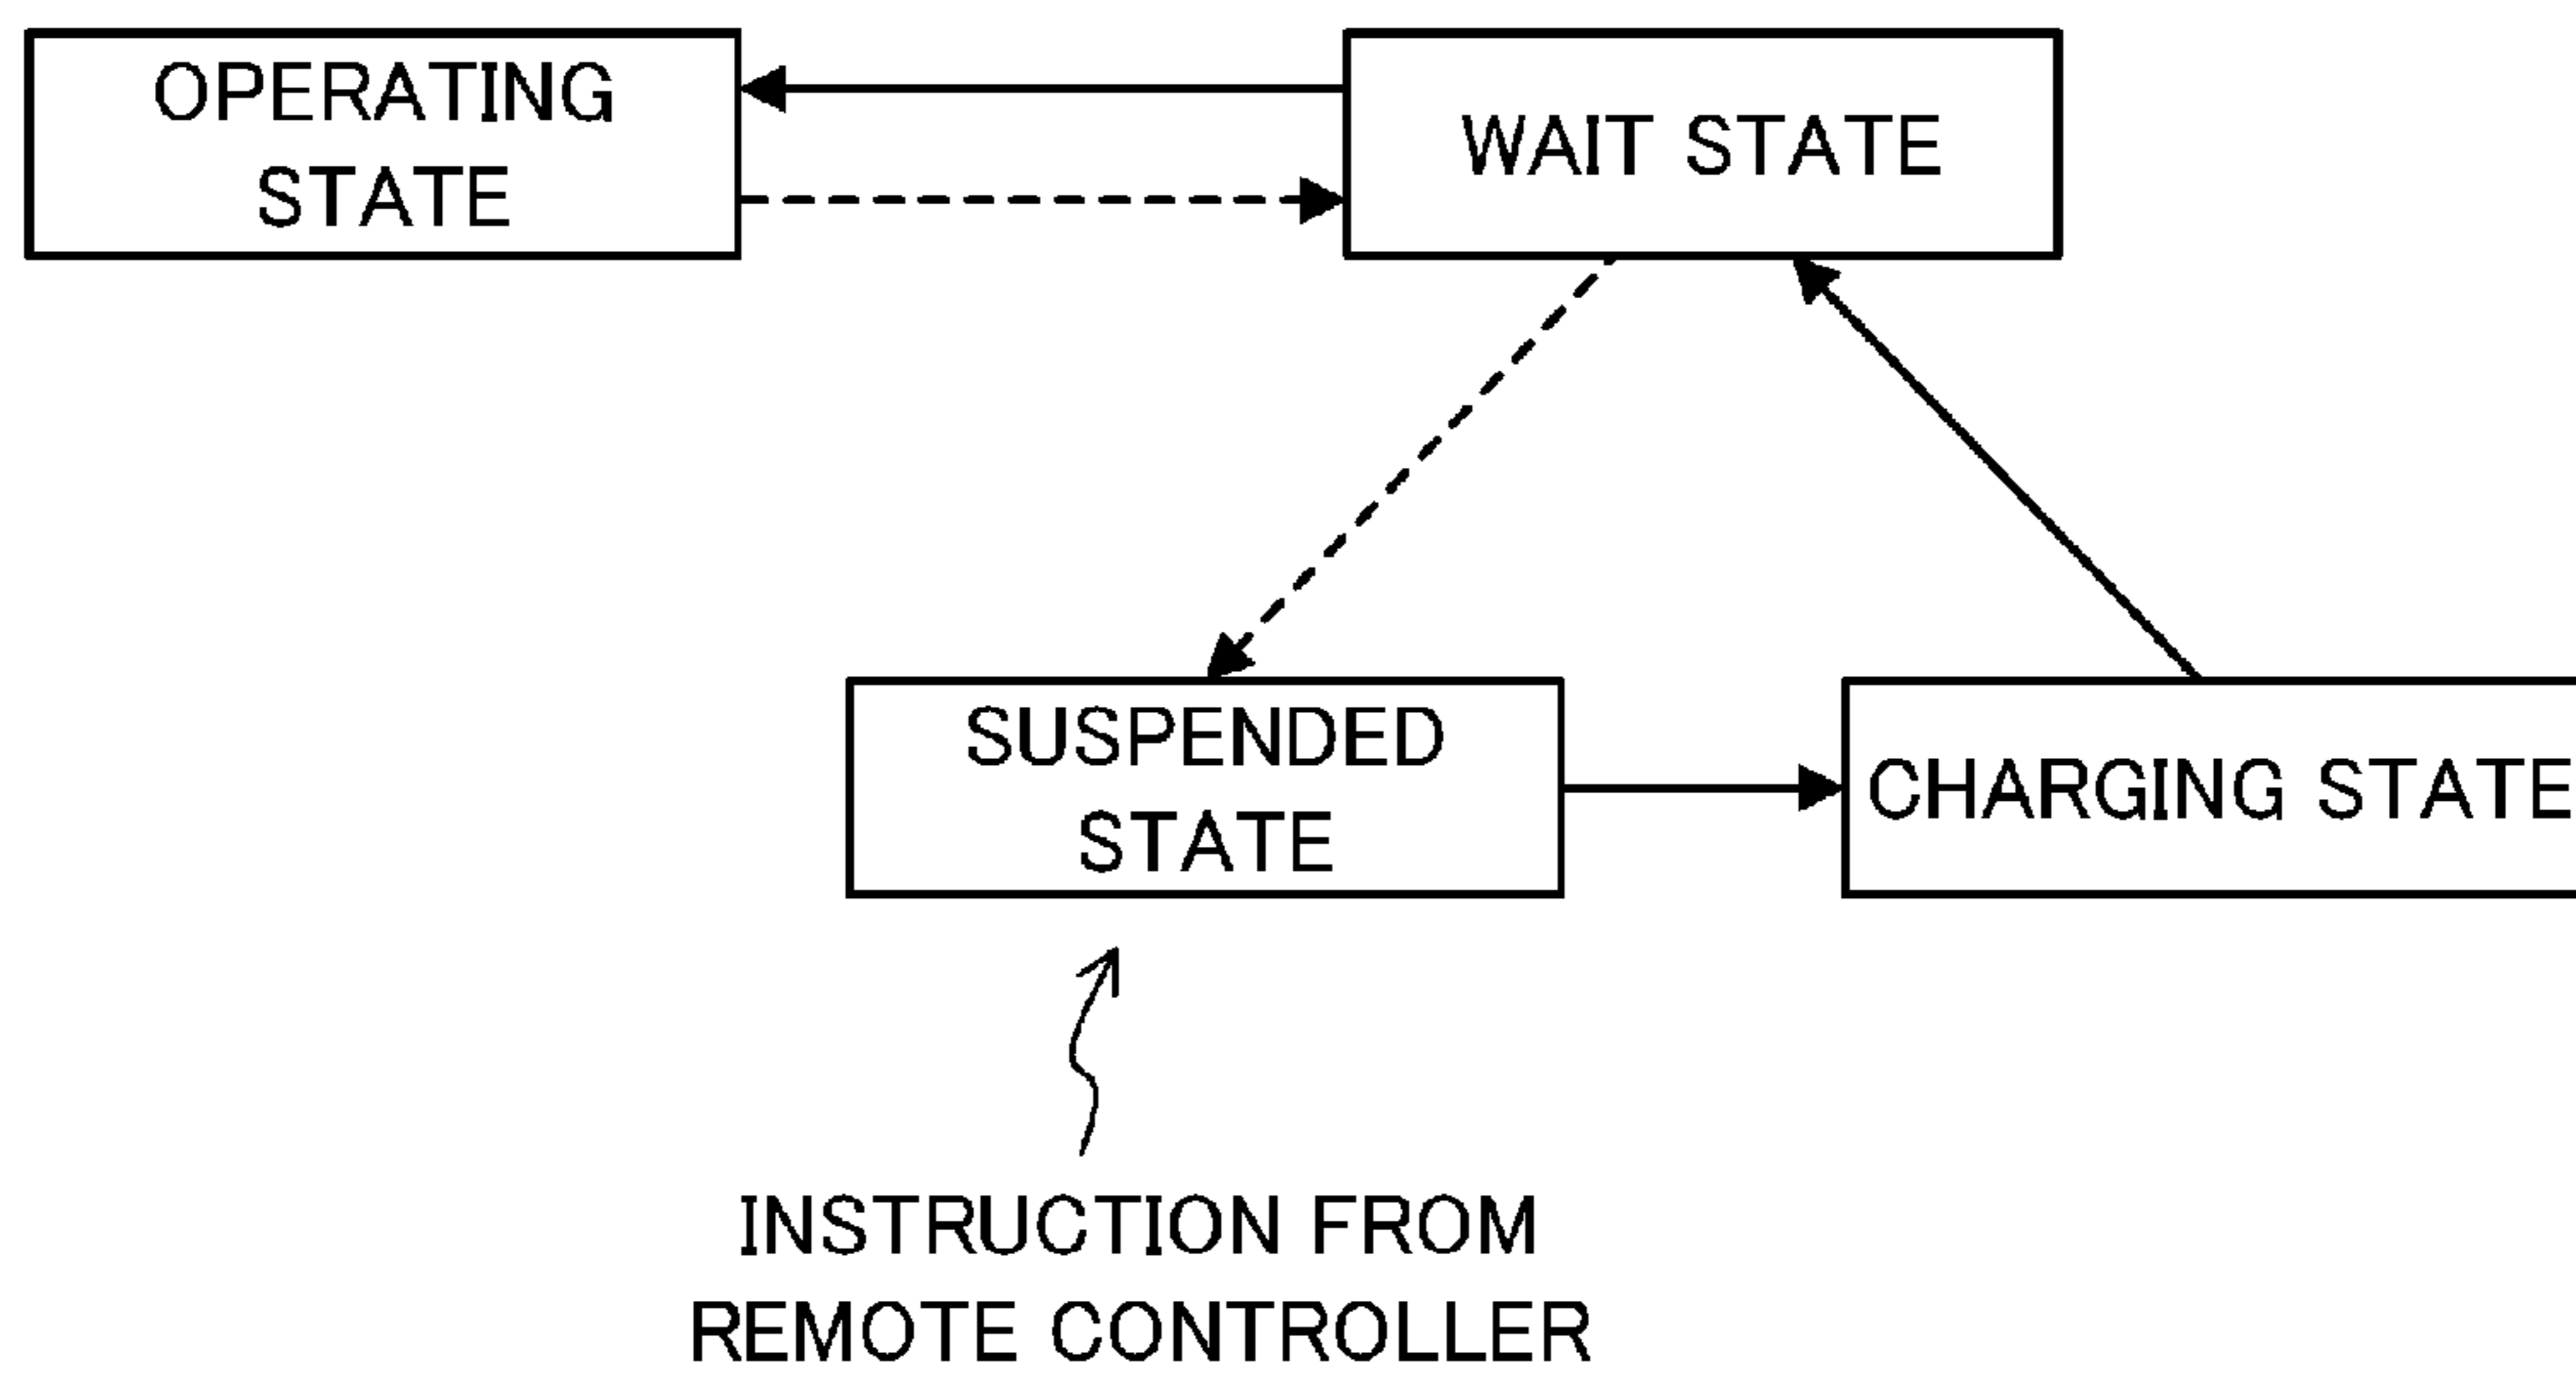 OPERATING
STATE
WAIT STATE
SUSPENDED
STATE
CHARGING STATE
INSTRUCTION FROM
REMOTE CONTROLLER